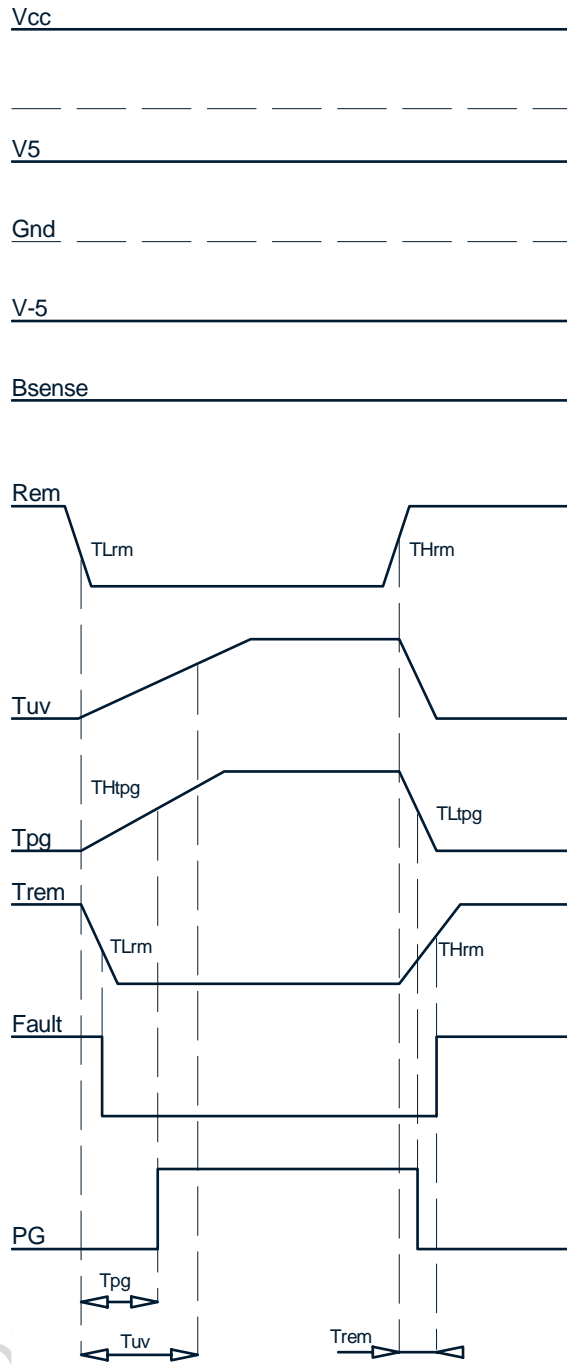 Vcc
V5
Gnd
V-5
Bsense
Rem
TLrm
THrm
Tuv
THtpg
TLtpg
Tpg
Trem
TLrm
THrm
Fault
PG
Tpg
Tuv
Trem